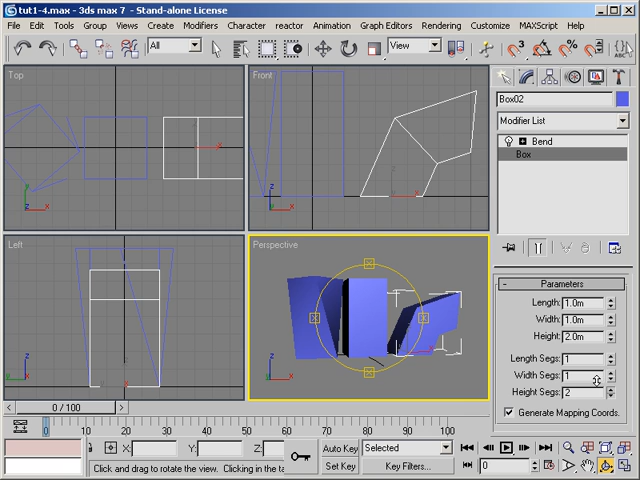 tut1-4.max - 3ds max 7 - Stand-alone License
File Edit Tools Group Views Create Modifiers Character reactor Animation Graph Editors Rendering Customize MAXScript Help
All View
Top Front
Box02
Modifier List
Bend
Box
Left Perspective
Parameters
Length: 1.0m
Width: 1.0m
Height: 2.0m
Length Segs: 1
Width Segs: 1
Height Segs: 2
Generate Mapping Coords.
0 / 100
0 10 20 30 40 50 60 70 80 90 100
X: Y: Z: Auto Key Selected
Click and drag to rotate the view. Clicking in the ta Set Key Key Filters... 0